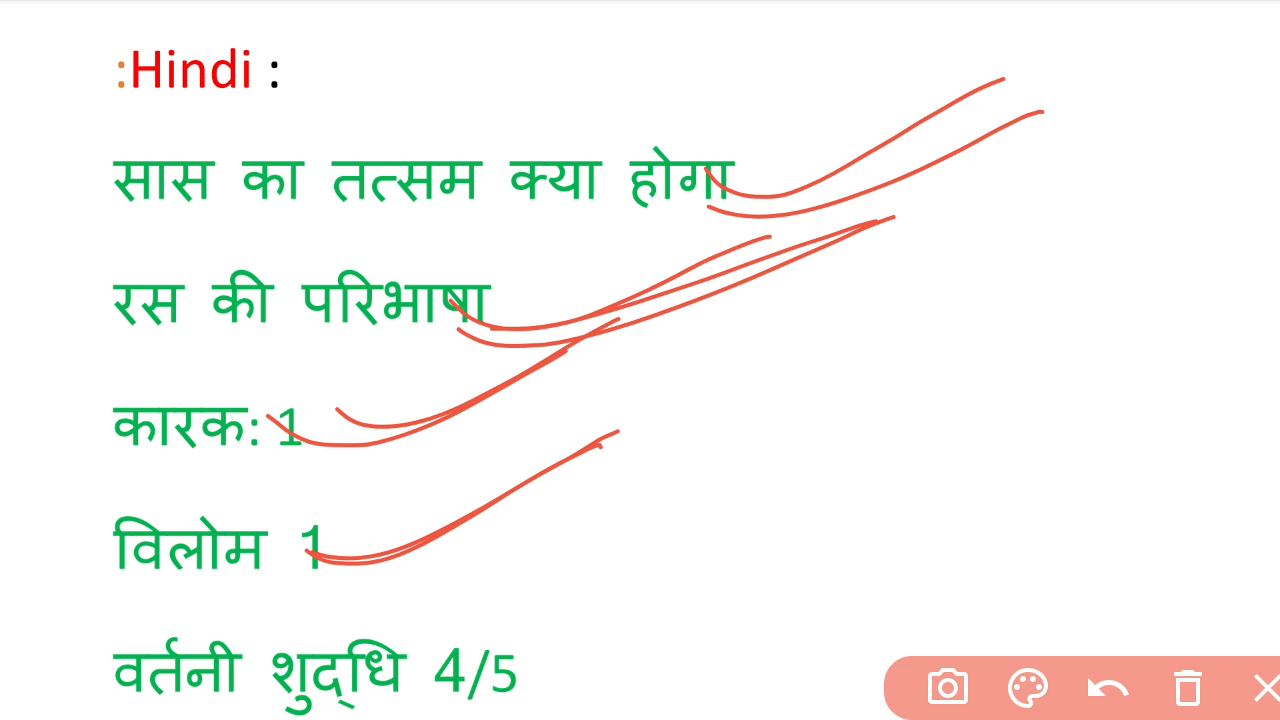 :Hindi :
सास का तत्सम क्या होगा
रस की परिभाषा
कारक: 1
विलोम 1
वर्तनी शुद्धि 4/5